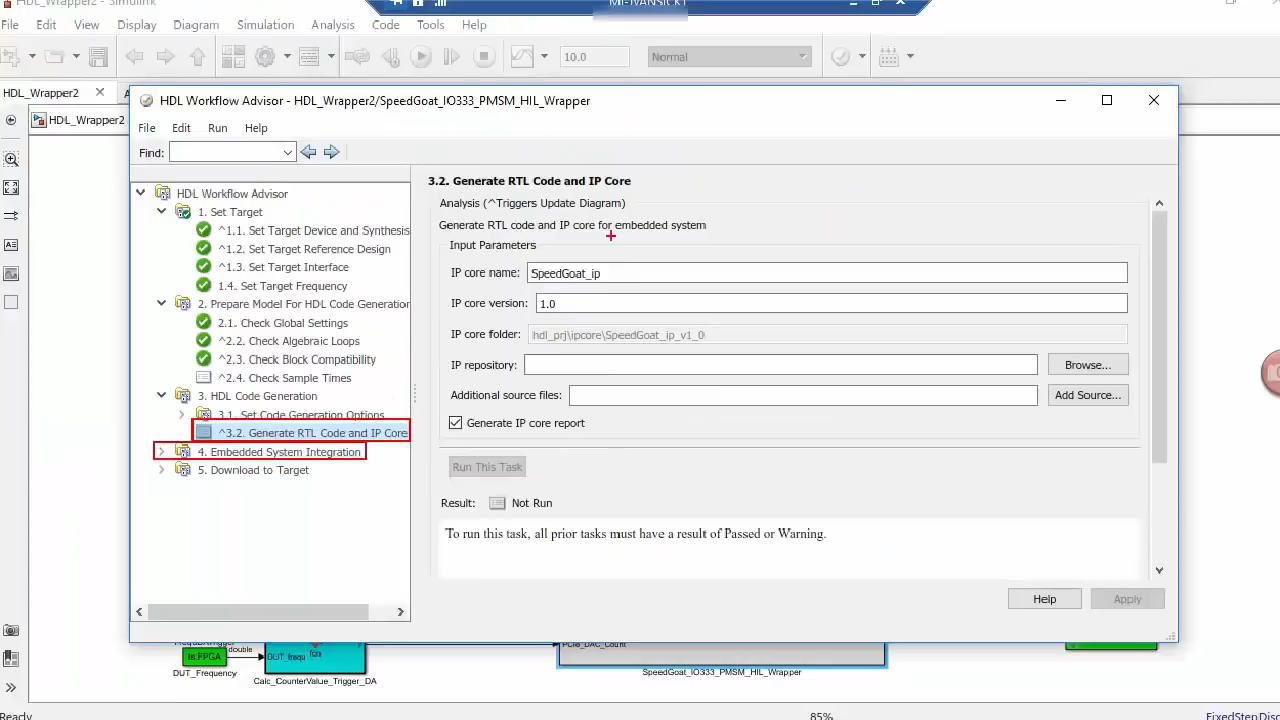 HDL_Wrapper2 - Simulink
File Edit View Display Diagram Simulation Analysis Code Tools Help
10.0 Normal
HDL_Wrapper2
HDL_Wrapper2
HDL Workflow Advisor - HDL_Wrapper2/SpeedGoat_IO333_PMSM_HIL_Wrapper
File Edit Run Help
Find:
HDL Workflow Advisor
1. Set Target
^1.1. Set Target Device and Synthesis
^1.2. Set Target Reference Design
^1.3. Set Target Interface
1.4. Set Target Frequency
2. Prepare Model For HDL Code Generation
2.1. Check Global Settings
^2.2. Check Algebraic Loops
^2.3. Check Block Compatibility
^2.4. Check Sample Times
3. HDL Code Generation
3.1. Set Code Generation Options
^3.2. Generate RTL Code and IP Core
4. Embedded System Integration
5. Download to Target
3.2. Generate RTL Code and IP Core
Analysis (^Triggers Update Diagram)
Generate RTL code and IP core for embedded system
Input Parameters
IP core name: SpeedGoat_ip
IP core version: 1.0
IP core folder: hdl_prj\ipcore\SpeedGoat_ip_v1_0
IP repository: Browse...
Additional source files: Add Source...
Generate IP core report
Run This Task
Result: Not Run
To run this task, all prior tasks must have a result of Passed or Warning.
Help Apply
double
PCIe_DAC_Count
is.FPGA
DUT_frequ
fcn
DUT_Frequency
Calc_ICounterValue_Trigger_DA
SpeedGoat_IO333_PMSM_HIL_Wrapper
Ready
85%
FixedStepDisc